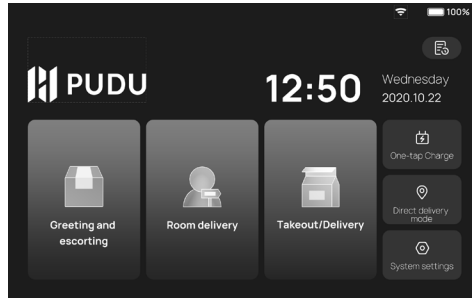 100%
PUDU
12:50
Wednesday
2020.10.22
Greeting and
escorting
Room delivery
Takeout/Delivery
One-tap Charge
Direct delivery
mode
System settings